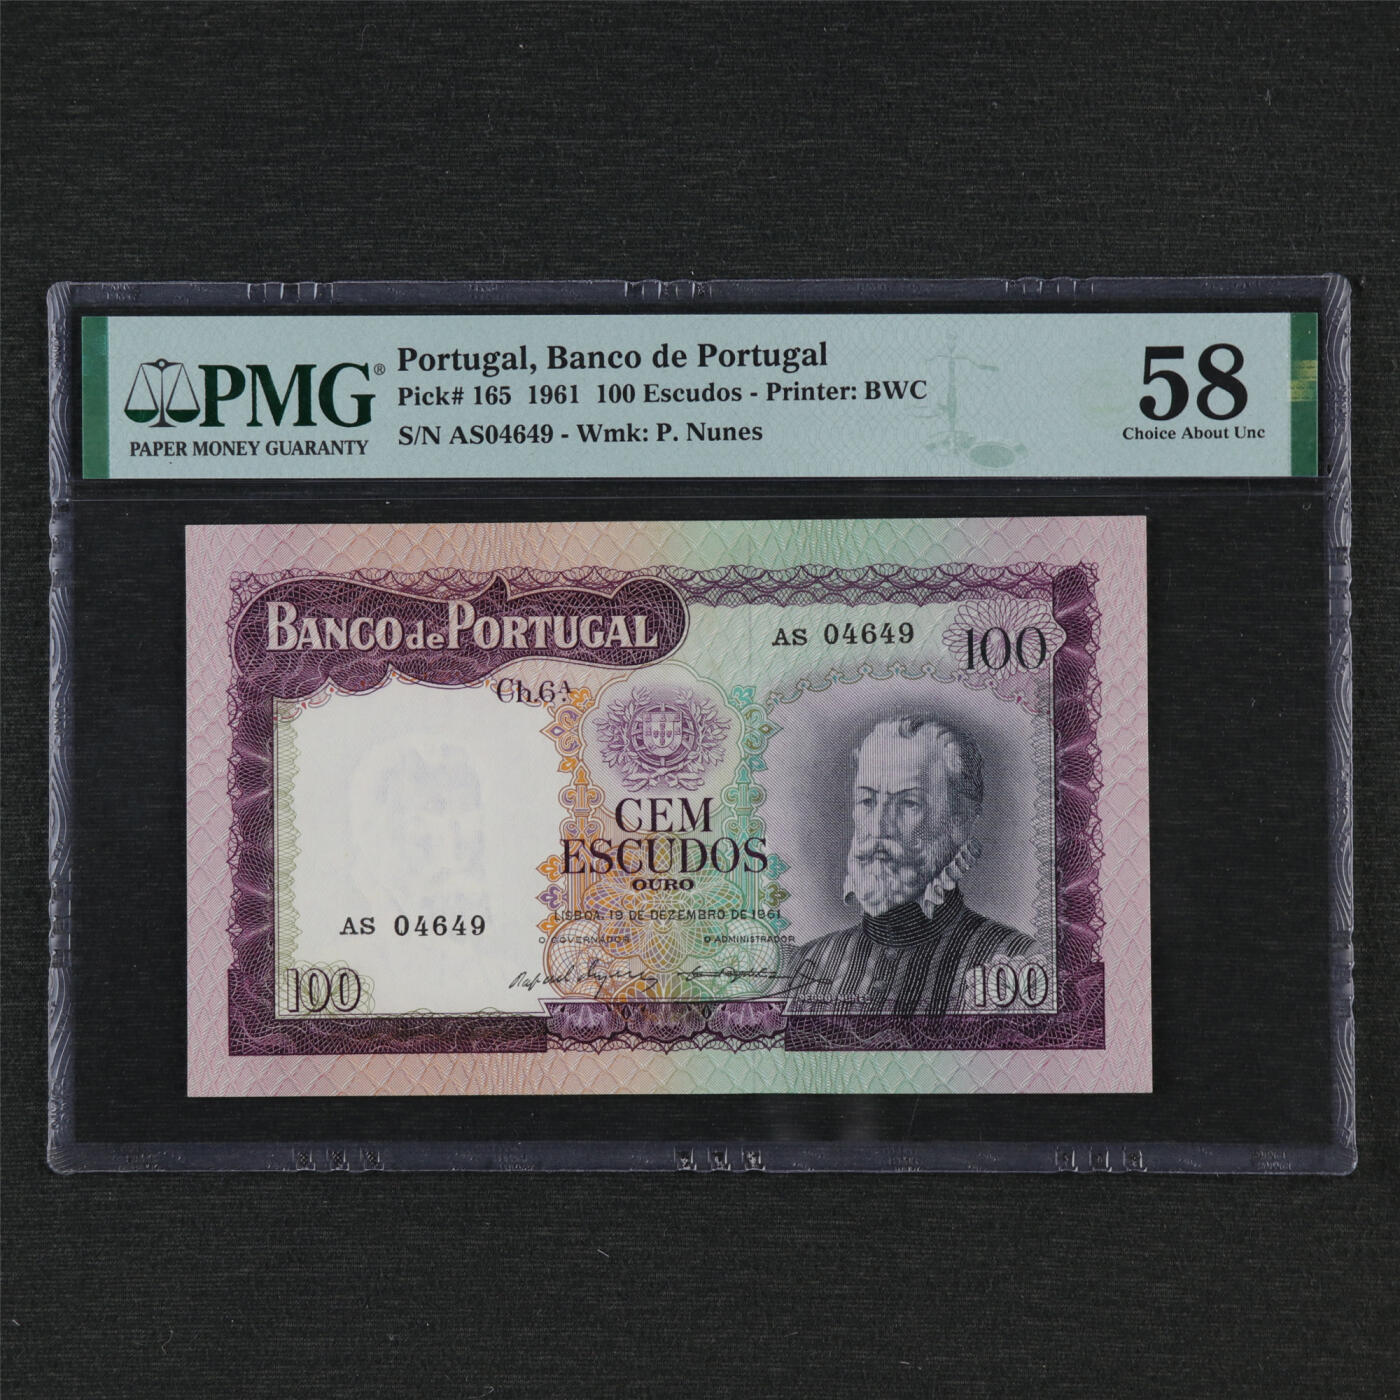 PMG®
PAPER MONEY GUARANTY
Portugal, Banco de Portugal
Pick# 165 1961 100 Escudos - Printer: BWC
S/N AS04649 - Wmk: P. Nunes
58
Choice About Unc
BANCO de PORTUGAL
AS 04649
100
Ch.6.A
CEM
ESCUDOS
OURO
LISBOA, 19 DE DEZEMBRO DE 1961
AS 04649
O GOVERNADOR
O ADMINISTRADOR
100
100